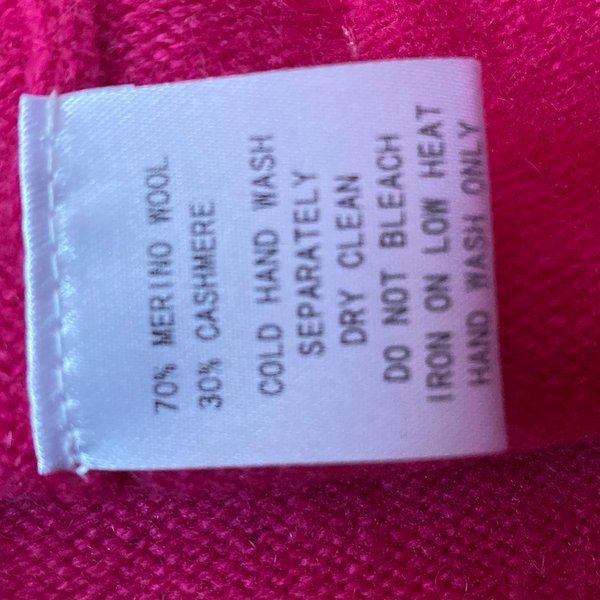 70% MERINO WOOL
30% CASHMERE
COLD HAND WASH
SEPARATELY
DRY CLEAN
DO NOT BLEACH
IRON ON LOW HEAT
HAND WASH ONLY